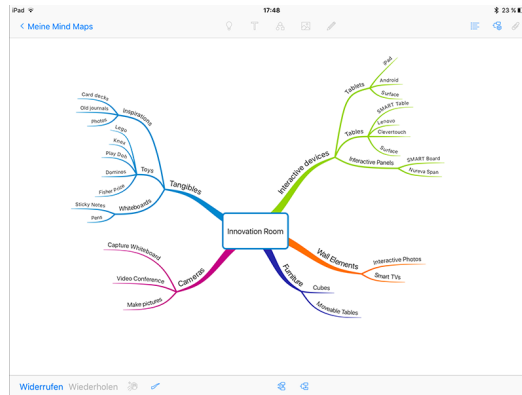 iPad
17:48
23 %
Meine Mind Maps
Innovation Room
Tangibles
Inspirations
Card decks
Old journals
Photos
Toys
Lego
Knox
Play Doh
Domines
Fisher Price
Whiteboards
Sticky Notes
Pens
Cameras
Capture Whiteboard
Video Conference
Make pictures
Interactive devices
Tablets
iPad
Android
Surface
Tables
SMART Table
Lenovo
Clevertouch
Surface
Interactive Panels
SMART Board
Nureva Span
Wall Elements
Interactive Photos
Smart TVs
Furniture
Cubes
Moveable Tables
Widerrufen
Wiederholen